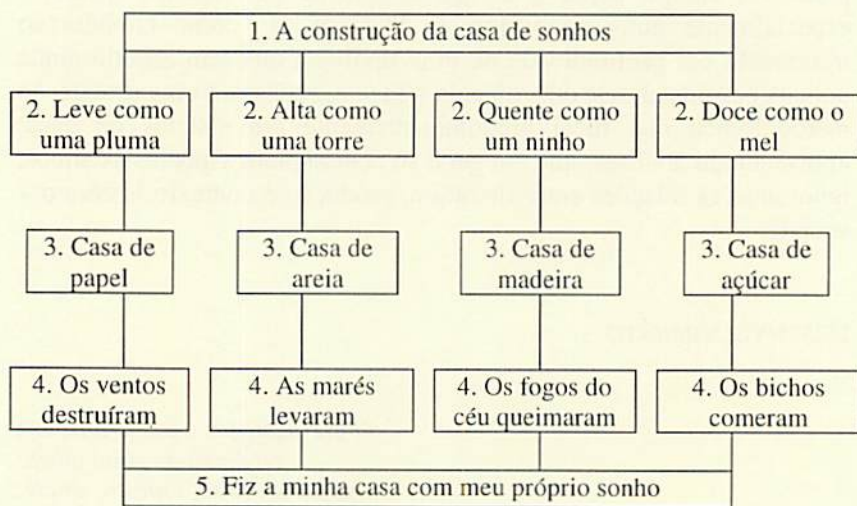 1. A construção da casa de sonhos
2. Leve como
uma pluma
2. Alta como
uma torre
2. Quente como
um ninho
2. Doce como o
mel
3. Casa de
papel
3. Casa de
areia
3. Casa de
madeira
3. Casa de
açúcar
4. Os ventos
destruíram
4. As marés
levaram
4. Os fogos do
céu queimaram
4. Os bichos
comeram
5. Fiz a minha casa com meu próprio sonho